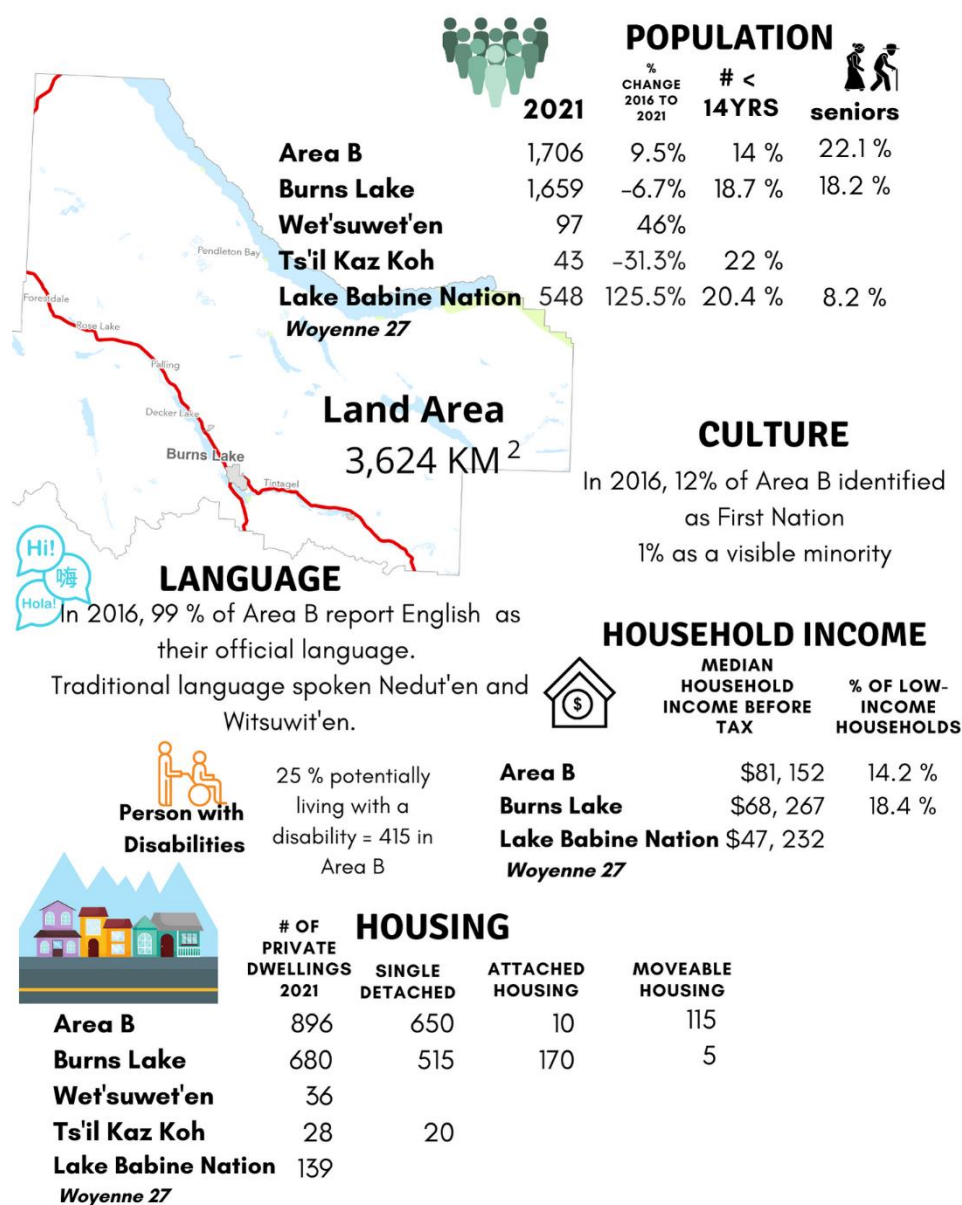 POPULATION
2021
% CHANGE 2016 TO 2021
# < 14YRS
seniors
Area B 1,706 9.5% 14 % 22.1 %
Burns Lake 1,659 -6.7% 18.7 % 18.2 %
Wet'suwet'en 97 46%
Ts'il Kaz Koh 43 -31.3% 22 %
Lake Babine Nation 548 125.5% 20.4 % 8.2 %
Woyenne 27
Pendleton Bay
Forestdale
Rose Lake
Palling
Decker Lake
Burns Lake
Tintagel
Land Area
3,624 KM²
CULTURE
In 2016, 12% of Area B identified
as First Nation
1% as a visible minority
Hi!
嗨
Hola!
LANGUAGE
In 2016, 99 % of Area B report English as
their official language.
Traditional language spoken Nedut'en and
Witsuwit'en.
HOUSEHOLD INCOME
MEDIAN
HOUSEHOLD
INCOME BEFORE
TAX
% OF LOW-
INCOME
HOUSEHOLDS
$
Area B $81, 152 14.2 %
Burns Lake $68, 267 18.4 %
Lake Babine Nation $47, 232
Woyenne 27
Person with
Disabilities
25 % potentially
living with a
disability = 415 in
Area B
HOUSING
# OF
PRIVATE
DWELLINGS
2021
SINGLE
DETACHED
ATTACHED
HOUSING
MOVEABLE
HOUSING
Area B 896 650 10 115
Burns Lake 680 515 170 5
Wet'suwet'en 36
Ts'il Kaz Koh 28 20
Lake Babine Nation 139
Woyenne 27